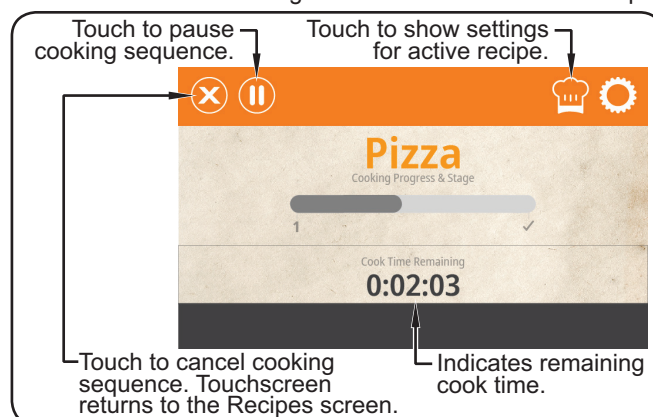 Touch to pause
cooking sequence.
Touch to show settings
for active recipe.
Pizza
Cooking Progress & Stage
1
Cook Time Remaining
0:02:03
Touch to cancel cooking
sequence. Touchscreen
returns to the Recipes screen.
Indicates remaining
cook time.